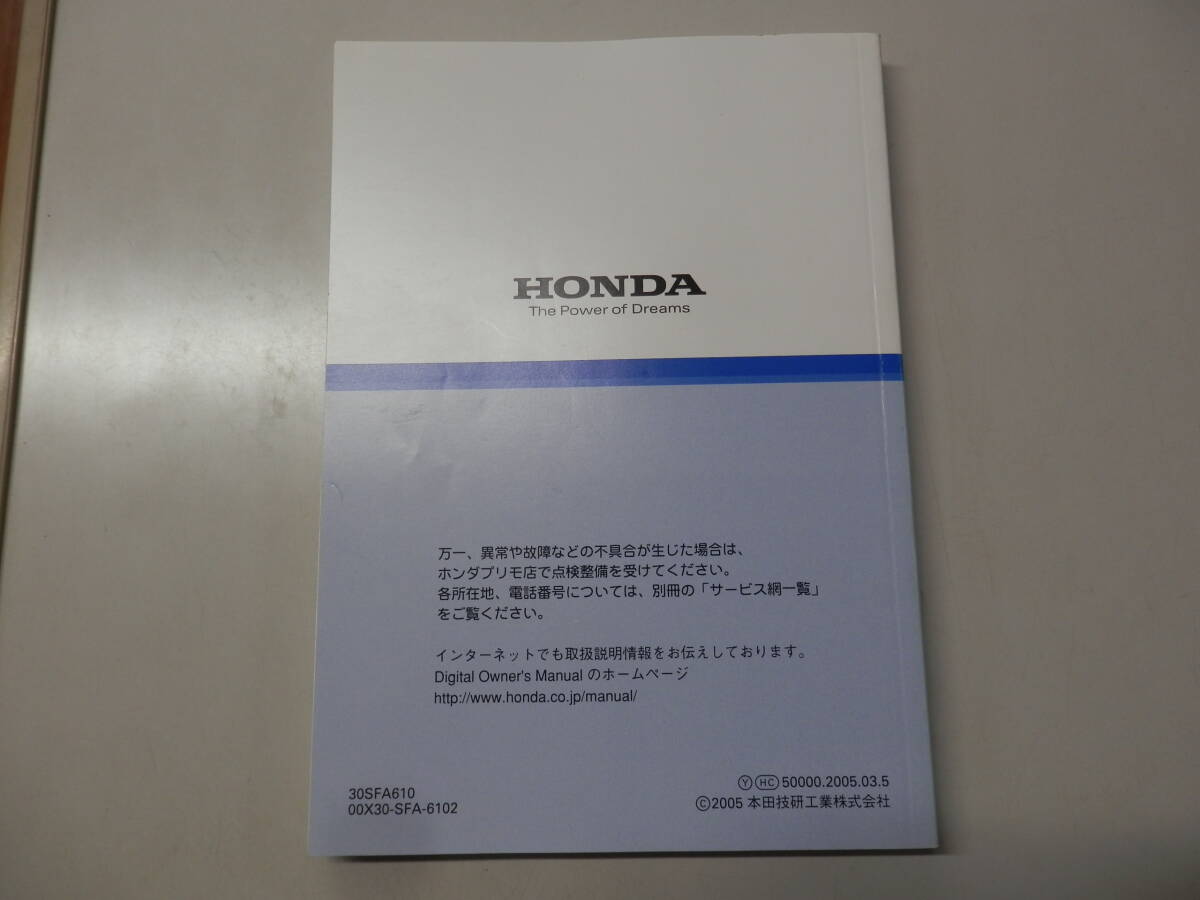 HONDA
The Power of Dreams
万一、異常や故障などの不具合が生じた場合は、
ホンダプリモ店で点検整備を受けてください。
各所在地、電話番号については、別冊の「サービス網一覧」
をご覧ください。
インターネットでも取扱説明情報をお伝えしております。
Digital Owner's Manual のホームページ
http://www.honda.co.jp/manual/
30SFA610
00X30-SFA-6102
Ⓨ HC 50000.2005.03.5
©2005 本田技研工業株式会社